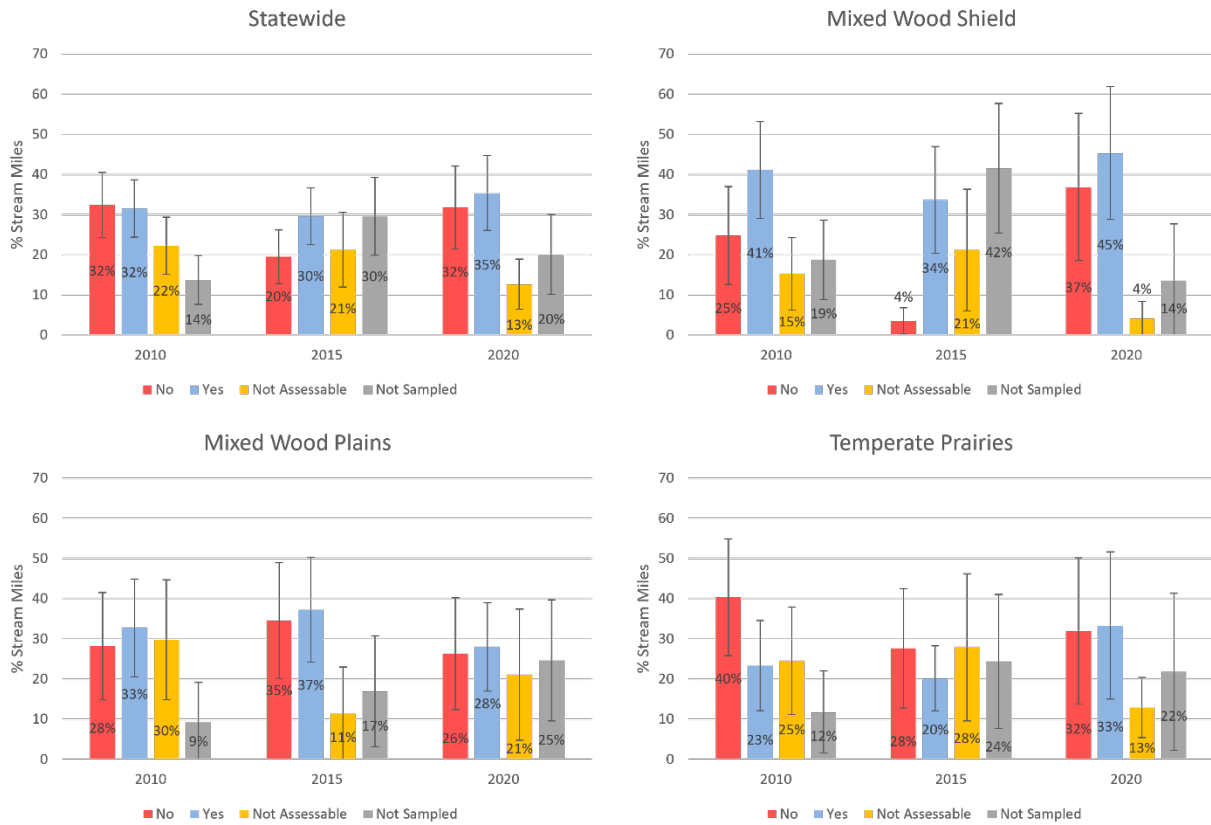 Statewide
70
60
50
40
30
20
10
0
% Stream Miles
32% 32% 22% 14%
20% 30% 21% 30%
32% 35% 13% 20%
2010 2015 2020
No Yes Not Assessable Not Sampled
Mixed Wood Shield
70
60
50
40
30
20
10
0
% Stream Miles
25% 41% 15% 19%
4% 34% 21% 42%
37% 45% 4% 14%
2010 2015 2020
No Yes Not Assessable Not Sampled
Mixed Wood Plains
70
60
50
40
30
20
10
0
% Stream Miles
28% 33% 30% 9%
35% 37% 11% 17%
26% 28% 21% 25%
2010 2015 2020
No Yes Not Assessable Not Sampled
Temperate Prairies
70
60
50
40
30
20
10
0
% Stream Miles
40% 23% 25% 12%
28% 20% 28% 24%
32% 33% 13% 22%
2010 2015 2020
No Yes Not Assessable Not Sampled